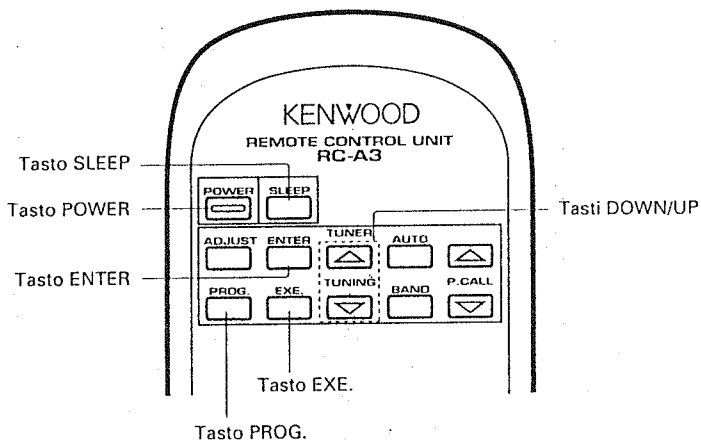 KENWOOD
REMOTE CONTROL UNIT
RC-A3
Tasto SLEEP
POWER SLEEP
Tasto POWER
Tasti DOWN/UP
ADJUST ENTER TUNER AUTO
Tasto ENTER
PROG. EXE. TUNING BAND P.CALL
Tasto EXE.
Tasto PROG.